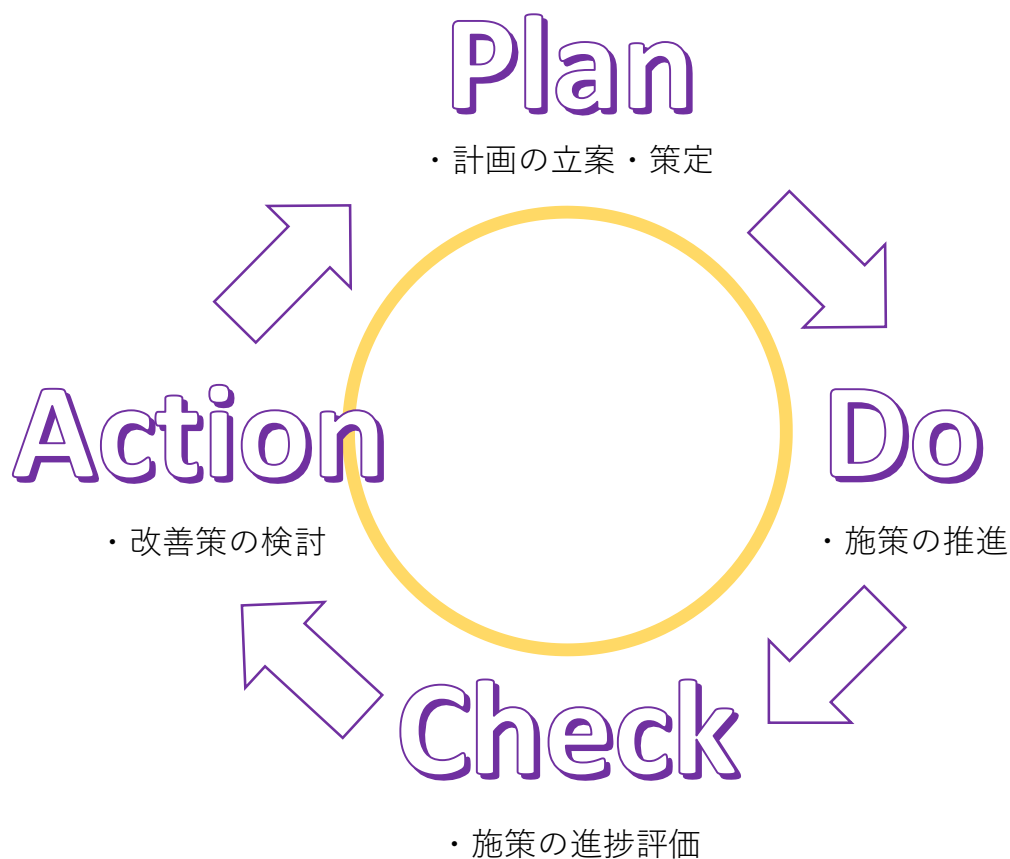 Plan
・計画の立案・策定
Do
・施策の推進
Check
・施策の進捗評価
Action
・改善策の検討